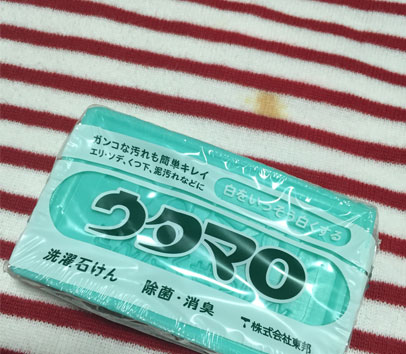 ガンコな汚れも簡単キレイ
エリ・ソデ、くつ下、泥汚れなどに
白をいっそう白くする
ウタマロ
洗濯石けん
除菌・消臭
株式会社東邦